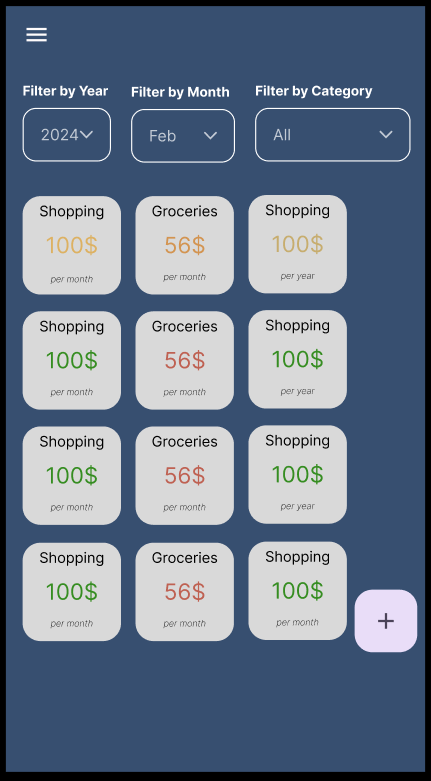 Filter by Year Filter by Month Filter by Category
2024 Feb All
Shopping Groceries Shopping
100$ 56$ 100$
per month per month per year
Shopping Groceries Shopping
100$ 56$ 100$
per month per month per year
Shopping Groceries Shopping
100$ 56$ 100$
per month per month per year
Shopping Groceries Shopping
100$ 56$ 100$
per month per month per month
+